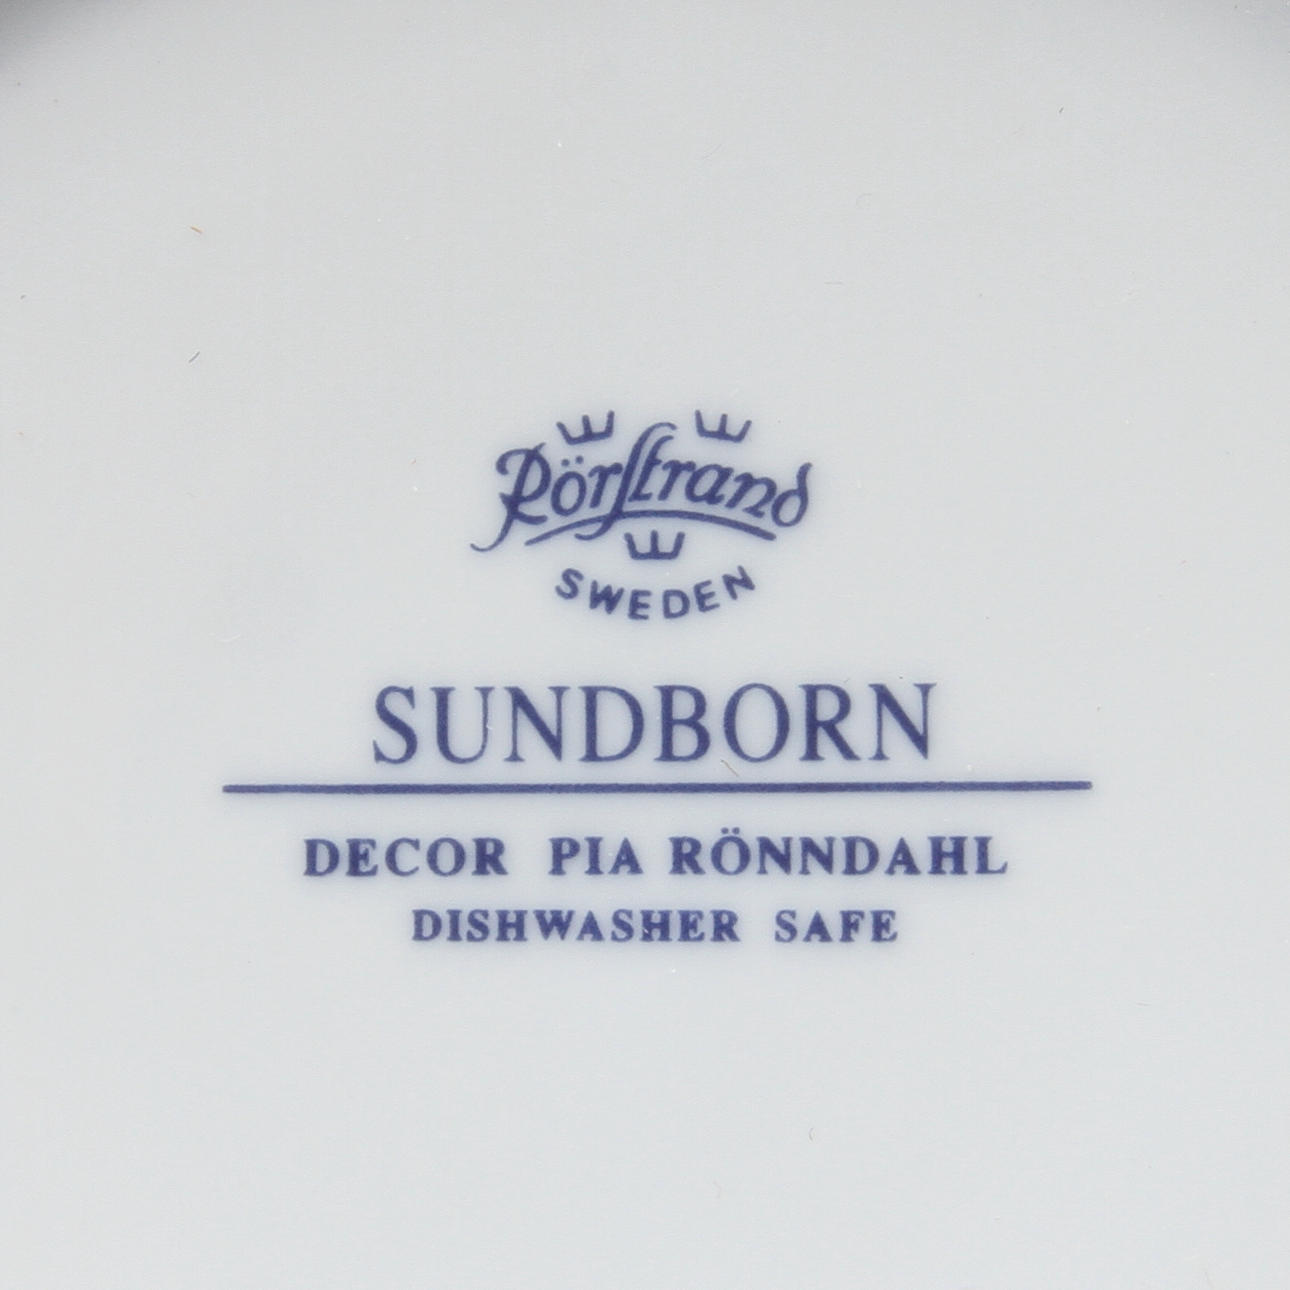 Rörstrand
SWEDEN
SUNDBORN
DECOR PIA RÖNNDAHL
DISHWASHER SAFE